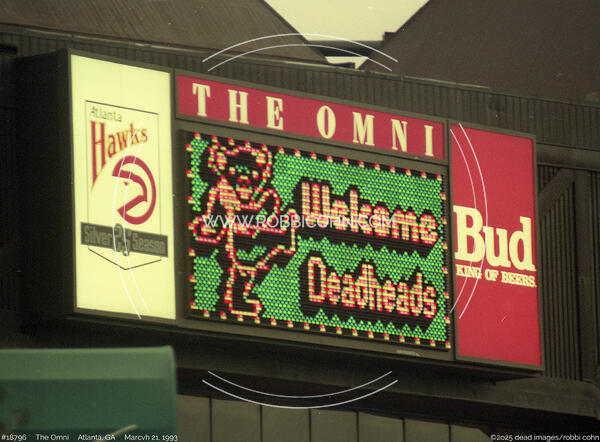 THE OMNI
Atlanta
Hawks
Silver 25 Season
Welcome
Deadheads
Bud
KING OF BEERS.
WWW.ROBBICOHN.COM
#18796 The Omni Atlanta, GA Marcvh 21, 1993
©2025 dead images/robbi cohn